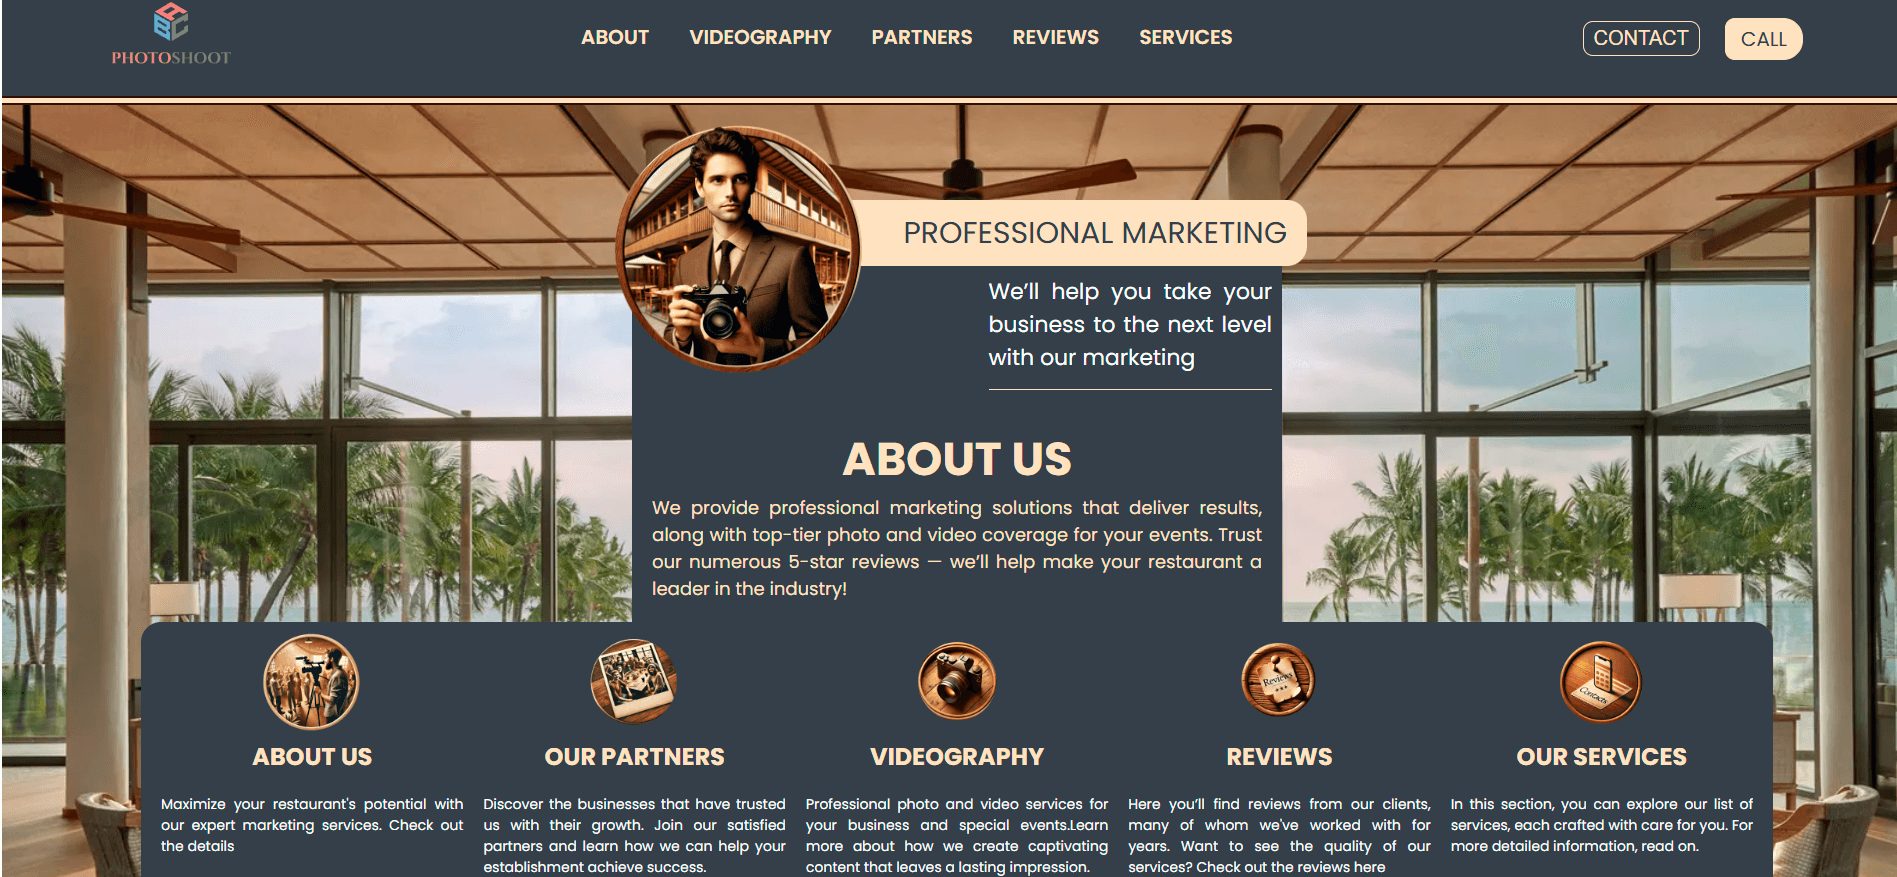 ABC
PHOTOSHOOT
ABOUT VIDEOGRAPHY PARTNERS REVIEWS SERVICES
CONTACT CALL
PROFESSIONAL MARKETING
We’ll help you take your
business to the next level
with our marketing
ABOUT US
We provide professional marketing solutions that deliver results,
along with top-tier photo and video coverage for your events. Trust
our numerous 5-star reviews — we’ll help make your restaurant a
leader in the industry!
ABOUT US
Maximize your restaurant's potential with
our expert marketing services. Check out
the details
OUR PARTNERS
Discover the businesses that have trusted
us with their growth. Join our satisfied
partners and learn how we can help your
establishment achieve success.
VIDEOGRAPHY
Professional photo and video services for
your business and special events.Learn
more about how we create captivating
content that leaves a lasting impression.
Reviews
REVIEWS
Here you’ll find reviews from our clients,
many of whom we've worked with for
years. Want to see the quality of our
services? Check out the reviews here
Contacts
OUR SERVICES
In this section, you can explore our list of
services, each crafted with care for you. For
more detailed information, read on.